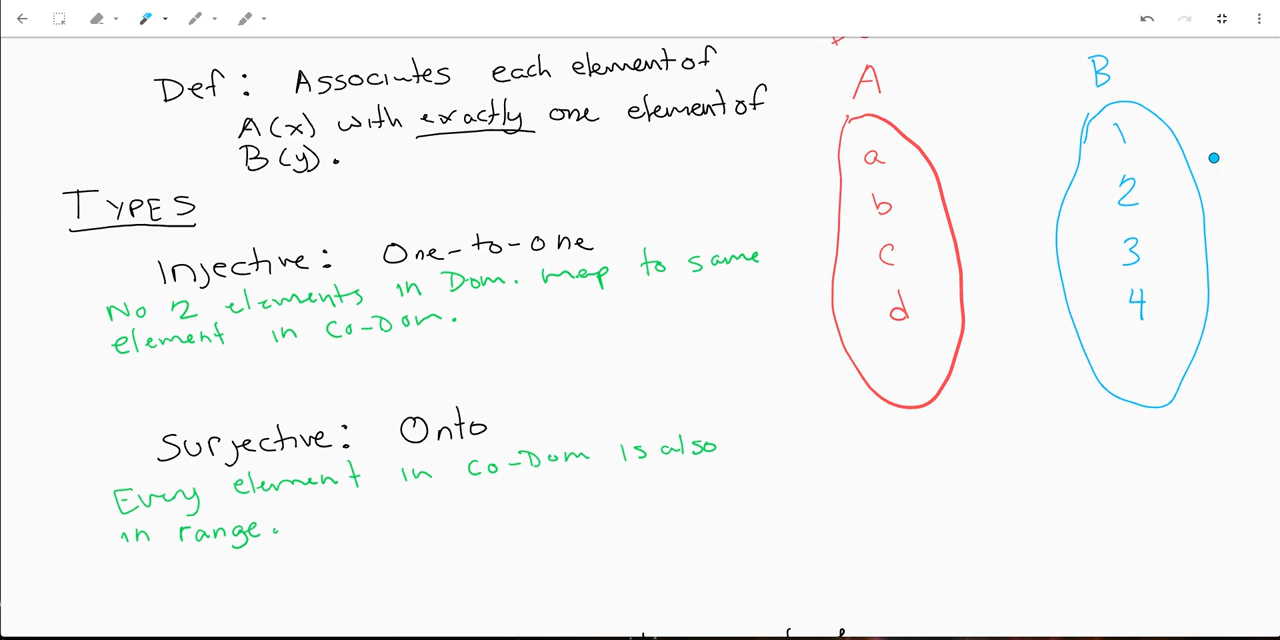 Def: Associates each element of
A(x) with exactly one element of
B(y).
TYPES
Injective: One-to-one
No 2 elements in Dom. map to same
element in Co-Dom.
Surjective: Onto
Every element in Co-Dom is also
in range.
A
a
b
c
d
B
1
2
3
4